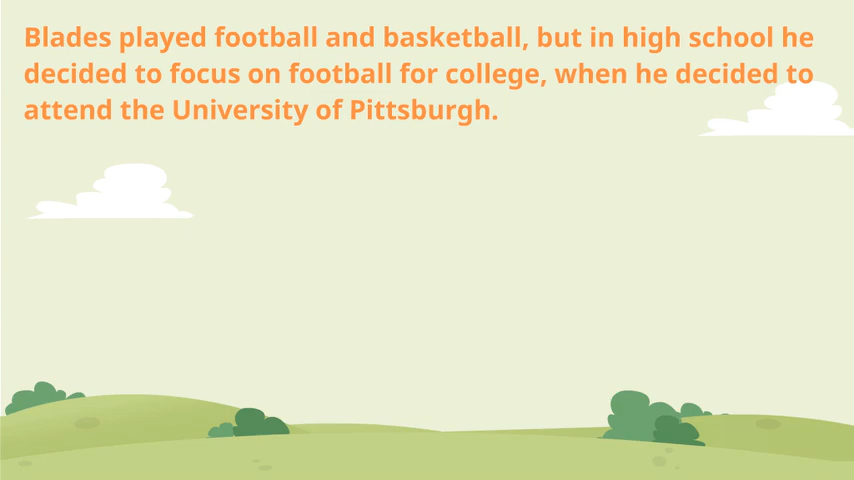 Blades played football and basketball, but in high school he
decided to focus on football for college, when he decided to
attend the University of Pittsburgh.